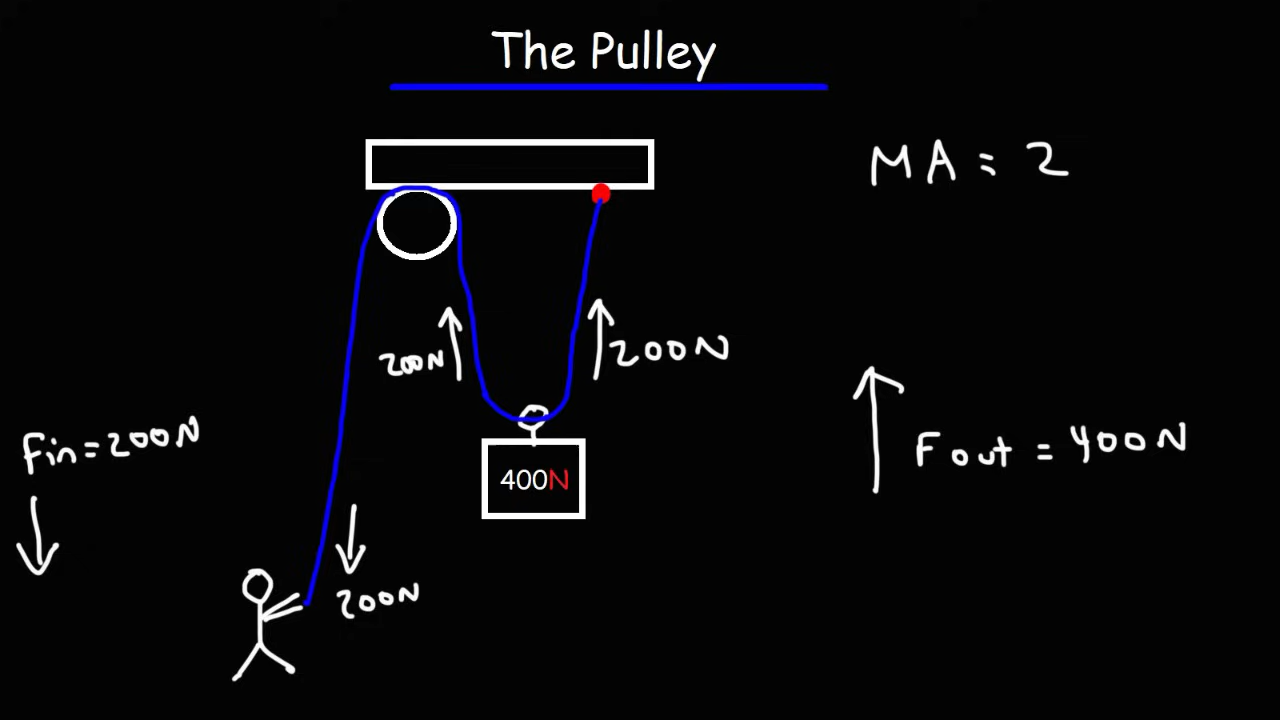 The Pulley
MA = 2
200N
200N
Fin = 200N
Fout = 400N
400N
200N